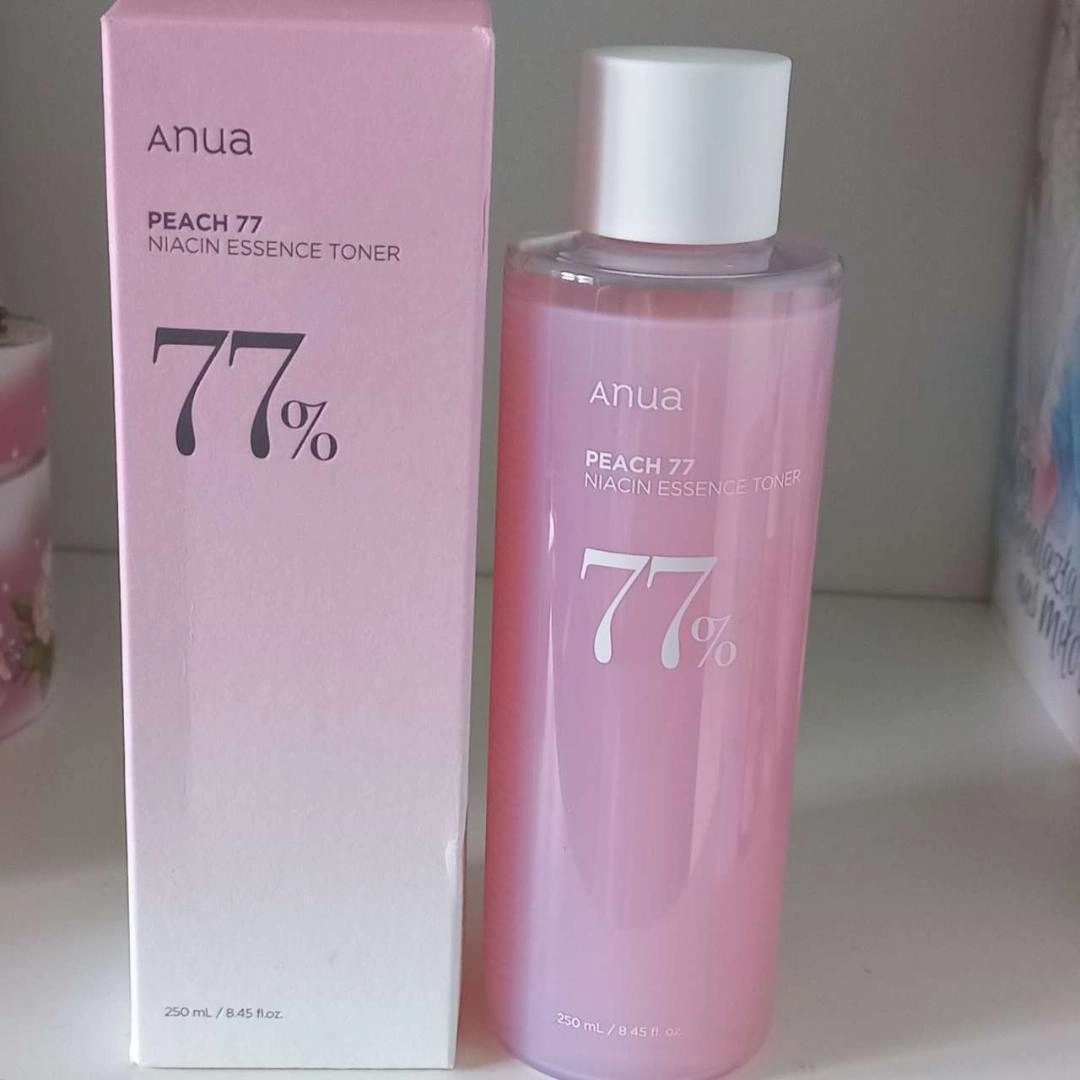 Anua
PEACH 77
NIACIN ESSENCE TONER
77%
250 mL / 8.45 fl.oz.
Anua
PEACH 77
NIACIN ESSENCE TONER
77%
250 mL / 8.45 fl. oz.